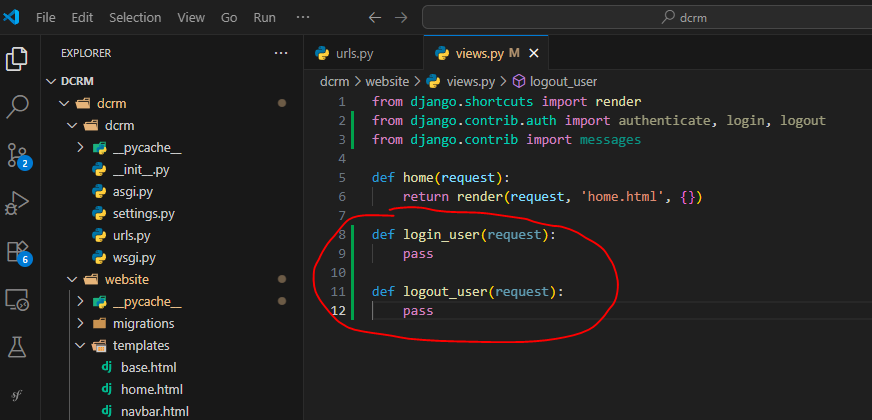 File Edit Selection View Go Run ... dcrm
EXPLORER ...
DCRM
dcrm
dcrm
__pycache__
__init__.py
asgi.py
settings.py
urls.py
wsgi.py
website
__pycache__
migrations
templates
base.html
home.html
navbar.html
2
6
urls.py views.py M
dcrm > website > views.py > logout_user
1 from django.shortcuts import render
2 from django.contrib.auth import authenticate, login, logout
3 from django.contrib import messages
4
5 def home(request):
6 return render(request, 'home.html', {})
7
8 def login_user(request):
9 pass
10
11 def logout_user(request):
12 pass